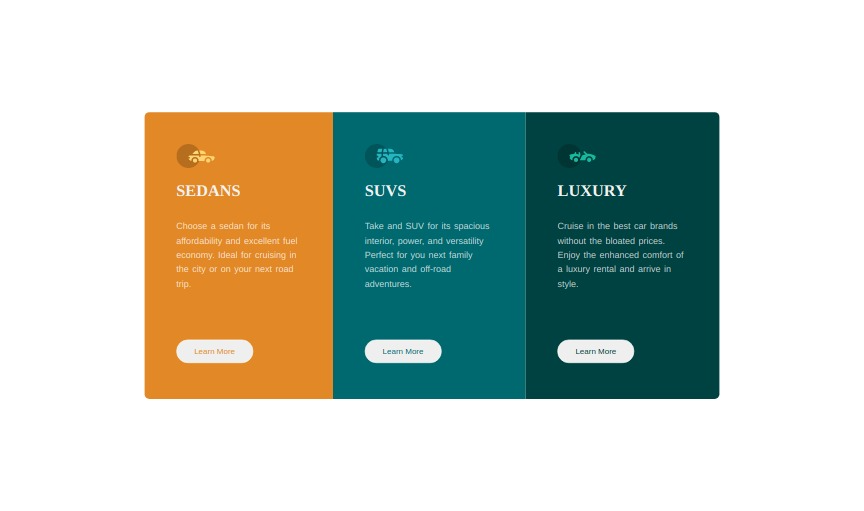 SEDANS
Choose a sedan for its
affordability and excellent fuel
economy. Ideal for cruising in
the city or on your next road
trip.
Learn More
SUVS
Take and SUV for its spacious
interior, power, and versatility
Perfect for you next family
vacation and off-road
adventures.
Learn More
LUXURY
Cruise in the best car brands
without the bloated prices.
Enjoy the enhanced comfort of
a luxury rental and arrive in
style.
Learn More